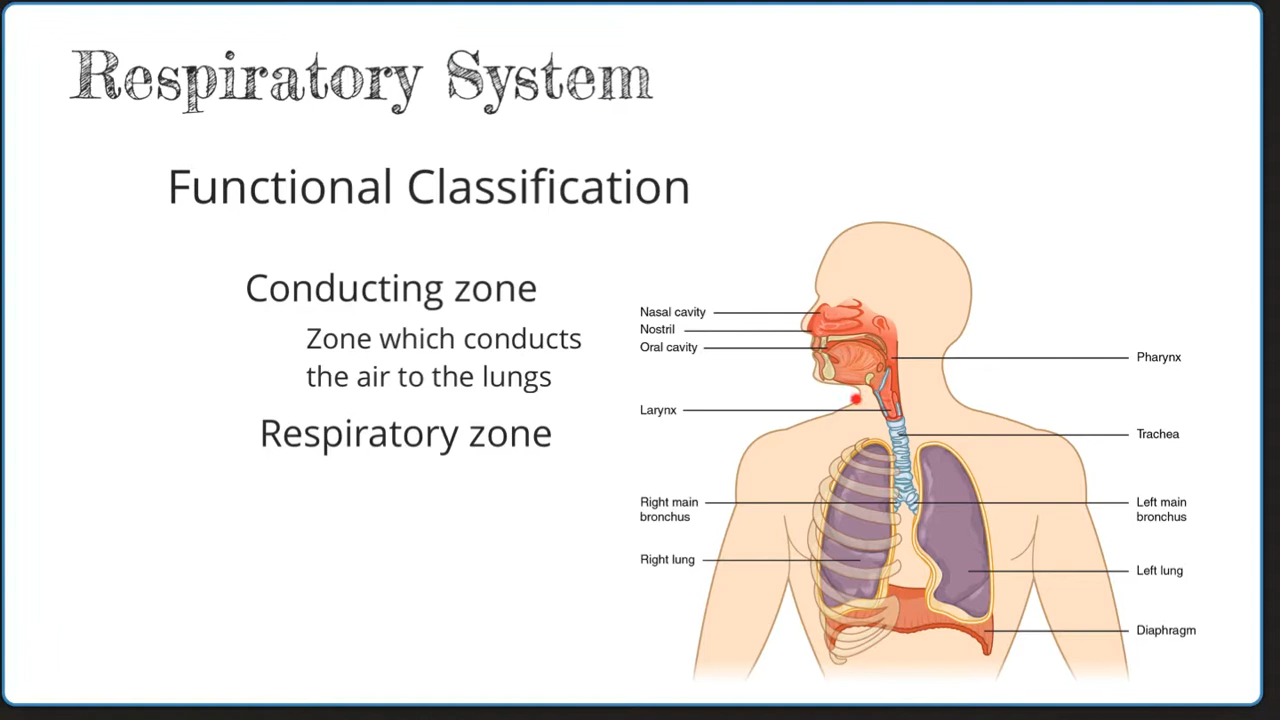 Respiratory System
Functional Classification
Conducting zone
Zone which conducts
the air to the lungs
Respiratory zone
Nasal cavity
Nostril
Oral cavity
Larynx
Right main
bronchus
Right lung
Pharynx
Trachea
Left main
bronchus
Left lung
Diaphragm